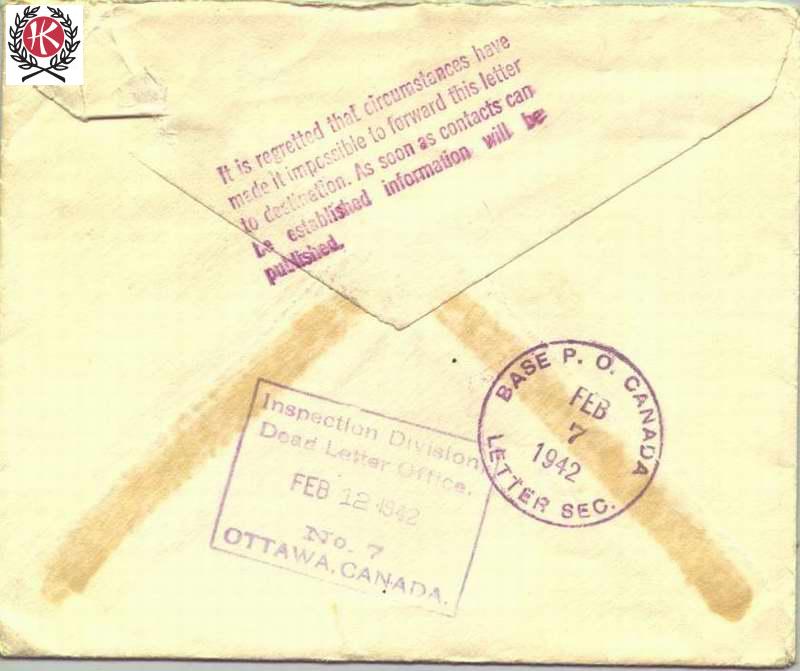 HK
It is regretted that circumstances have
made it impossible to forward this letter
to destination. As soon as contacts can
be established information will be
published.
BASE P. O. CANADA
FEB
7
1942
LETTER SEC.
Inspection Division
Dead Letter Office.
FEB 12 1942
No. 7
OTTAWA, CANADA.